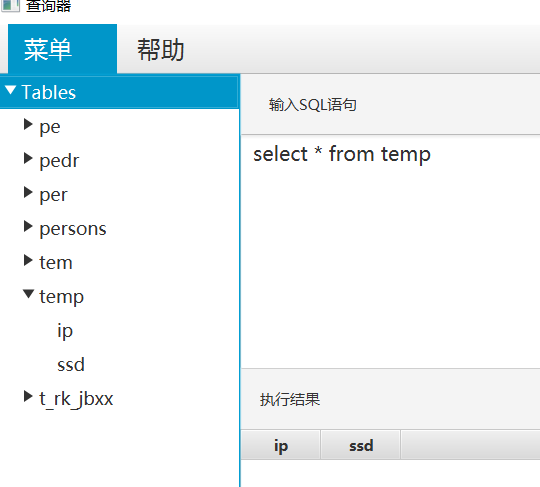 查询器
菜单 帮助
Tables
pe
pedr
per
persons
tem
temp
ip
ssd
t_rk_jbxx
输入SQL语句
select * from temp
执行结果
ip ssd